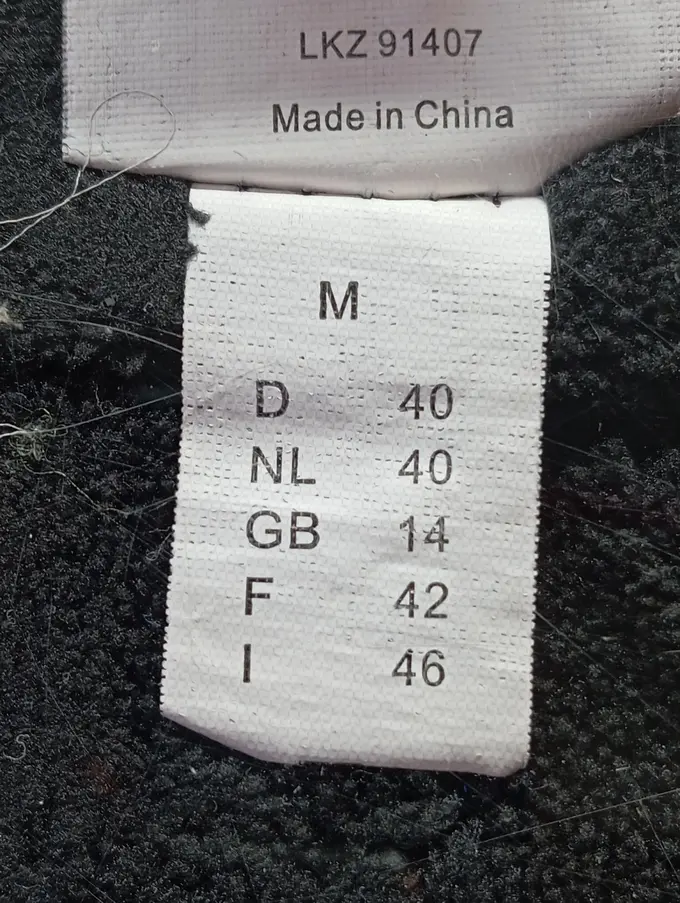 LKZ 91407
Made in China
M
D 40
NL 40
GB 14
F 42
I 46